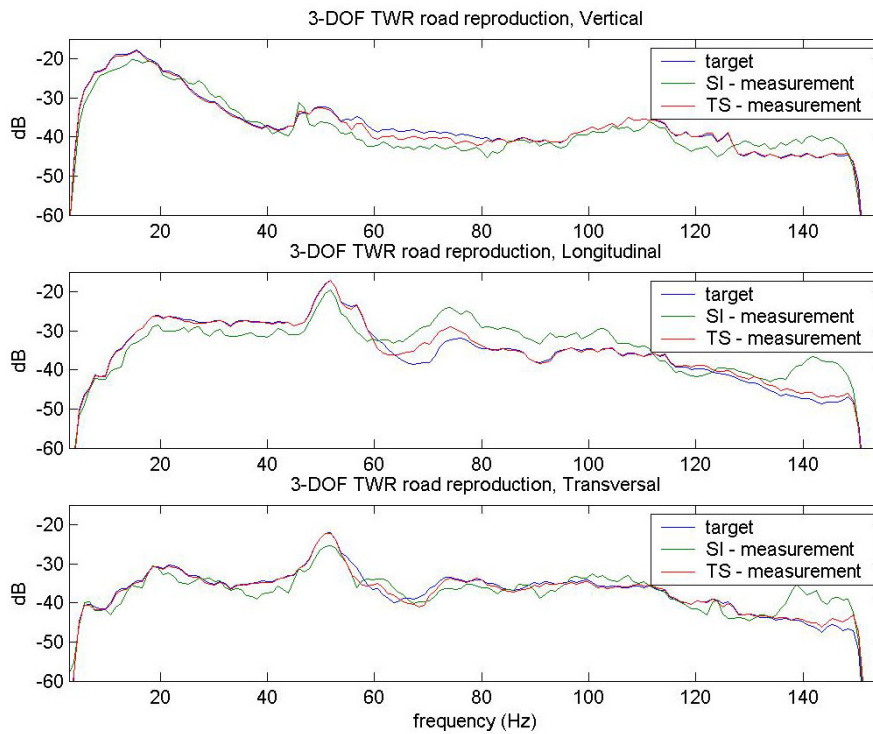 3-DOF TWR road reproduction, Vertical
target
SI - measurement
TS - measurement
dB
-20
-30
-40
-50
-60
20 40 60 80 100 120 140
3-DOF TWR road reproduction, Longitudinal
target
SI - measurement
TS - measurement
dB
-20
-30
-40
-50
-60
20 40 60 80 100 120 140
3-DOF TWR road reproduction, Transversal
target
SI - measurement
TS - measurement
dB
-20
-30
-40
-50
-60
20 40 60 80 100 120 140
frequency (Hz)